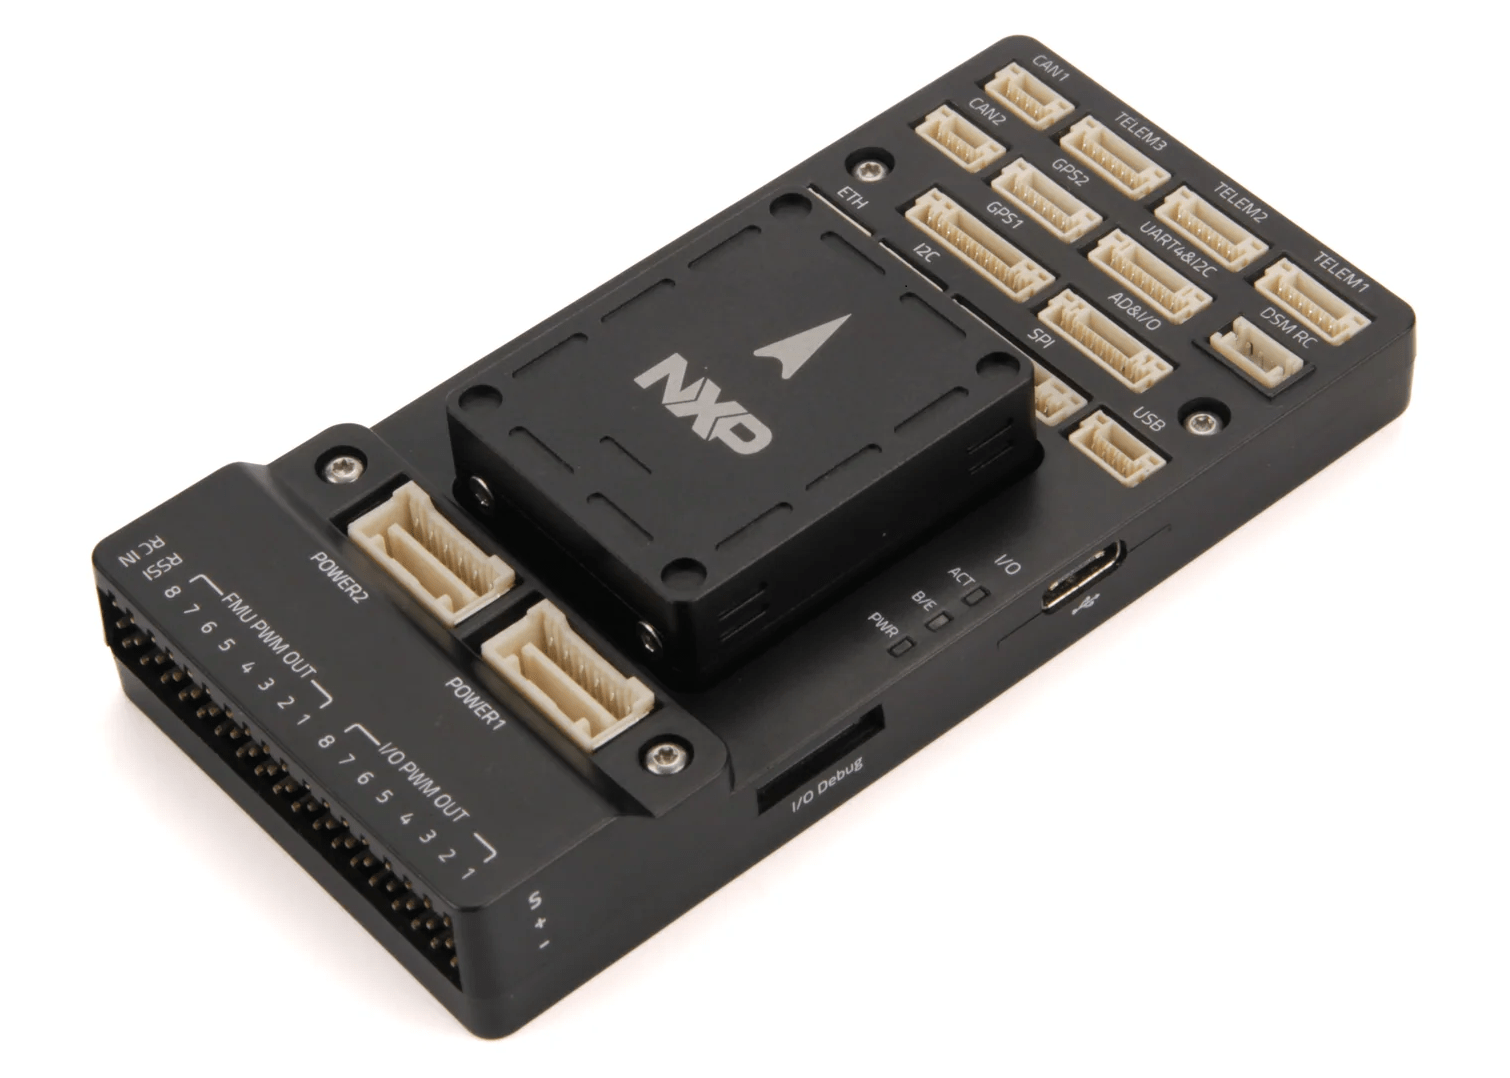 CAN1
CAN2
TELEM3
GPS2
TELEM2
ETH
GPS1
UART4&I2C
TELEM1
I2C
AD&I/O
DSM RC
SPI
USB
NXP
POWER2
POWER1
I/O
ACT
B/E
PWR
RC
IN
RSSI
8 7 6 5 4 3 2 1
FMU PWM OUT
8 7 6 5 4 3 2 1
I/O PWM OUT
I/O Debug
S + -